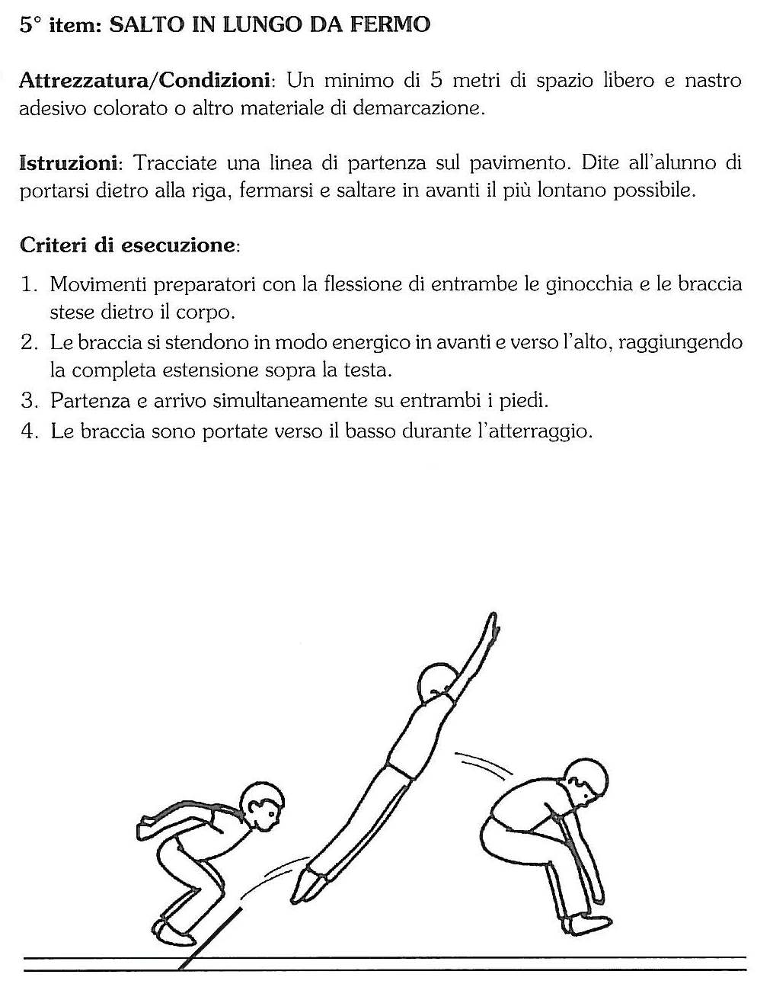 5° item: SALTO IN LUNGO DA FERMO
Attrezzatura/Condizioni: Un minimo di 5 metri di spazio libero e nastro
adesivo colorato o altro materiale di demarcazione.
Istruzioni: Tracciate una linea di partenza sul pavimento. Dite all'alunno di
portarsi dietro alla riga, fermarsi e saltare in avanti il più lontano possibile.
Criteri di esecuzione:
1. Movimenti preparatori con la flessione di entrambe le ginocchia e le braccia
stese dietro il corpo.
2. Le braccia si stendono in modo energico in avanti e verso l'alto, raggiungendo
la completa estensione sopra la testa.
3. Partenza e arrivo simultaneamente su entrambi i piedi.
4. Le braccia sono portate verso il basso durante l'atterraggio.